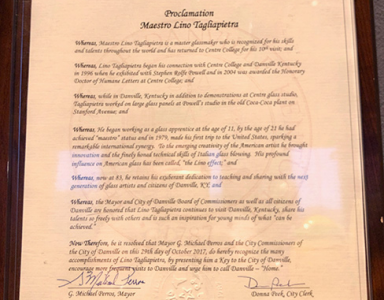 Proclamation
Maestro Lino Tagliapietra
Whereas, Maestro Lino Tagliapietra is a master glassmaker who is recognized for his skills
and talents throughout the world and has returned to Centre College for his 10th visit; and
Whereas, Lino Tagliapietra began his connection with Centre College and Danville Kentucky
in 1996 when he exhibited with Stephen Rolfe Powell and in 2004 was awarded the Honorary
Doctor of Humane Letters at Centre College; and
Whereas, while in Danville, Kentucky in addition to demonstrations at Centre glass studio,
Tagliapietra worked on large glass panels at Powell's studio in the old Coca-Coca plant on
Stanford Avenue; and
Whereas, He began working as a glass apprentice at the age of 11, by the age of 23 he had
achieved "maestro" status and in 1979, made his first trip to the United States, sparking a
remarkable international synergy. To the emerging creativity of the American artist he brought
innovation and the finely honed technical skills of Italian glass blowing. His profound
influence on American glass has been called, "the Lino effect;" and
Whereas, now at 83, he retains his exuberant dedication to teaching and sharing with the next
generation of glass artists and citizens of Danville, KY; and
Whereas, the Mayor and City of Danville Board of Commissioners as well as all citizens of
Danville are honored that Lino Tagliapietra continues to visit Danville, Kentucky, share his
talents so freely with others and is such an inspiration for young minds of what "can be
achieved."
Now Therefore, be it resolved that Mayor G. Michael Perros and the City Commissioners
of the City of Danville on this 29th day of October 2017, do hereby recognize the many
accomplishments of Lino Tagliapietra, by presenting him a Key to the City of Danville,
encourage more frequent visits to Danville and urge him to call Danville – "Home."
G. Michael Perros, Mayor
Donna Peek, City Clerk